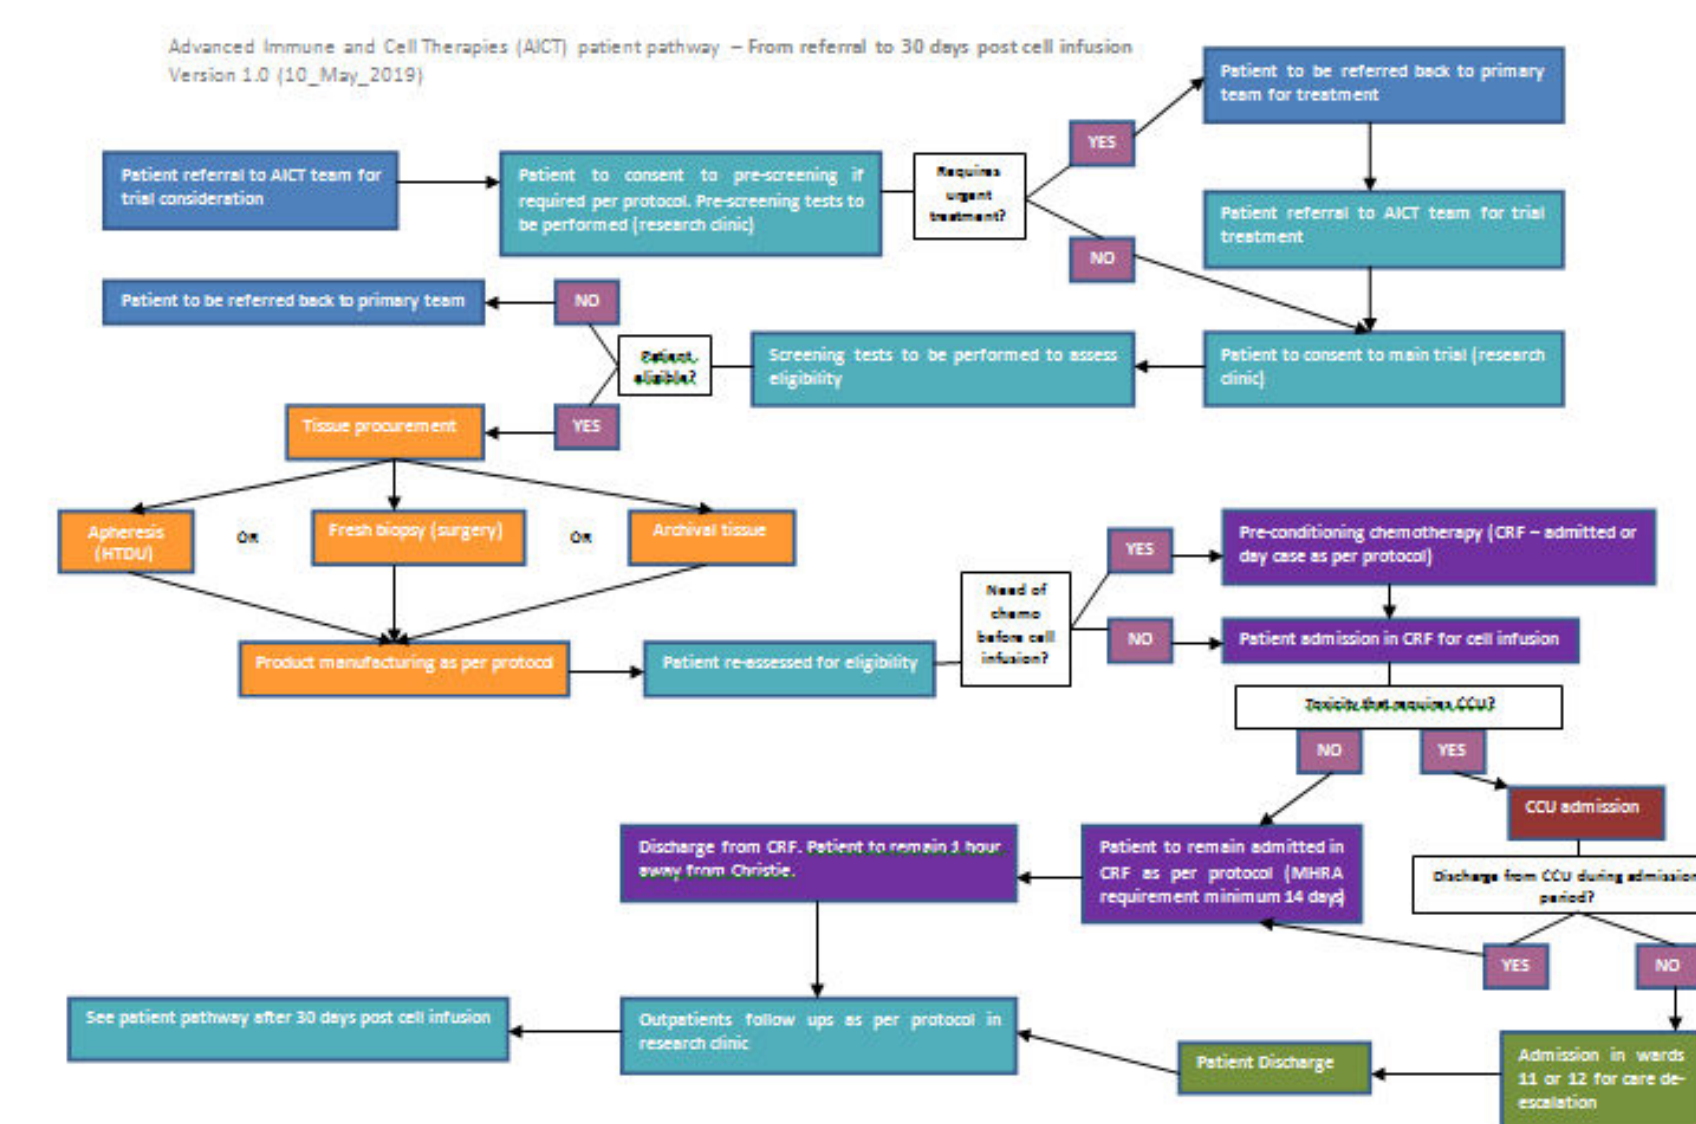 Advanced Immune and Cell Therapies (AICT) patient pathway – From referral to 30 days post cell infusion
Version 1.0 (10_May_2019)
Patient to be referred back to primary
team for treatment
YES
Patient referral to AICT team for
trial consideration
Patient to consent to pre-screening if
required per protocol. Pre-screening tests to
be performed (research clinic)
Requires
urgent
treatment?
Patient referral to AICT team for trial
treatment
NO
Patient to be referred back to primary team
NO
Patient
eligible?
Screening tests to be performed to assess
eligibility
Patient to consent to main trial (research
clinic)
Tissue procurement
YES
Apheresis
(HTDU)
OR
Fresh biopsy (surgery)
OR
Archival tissue
YES
Pre-conditioning chemotherapy (CRF – admitted or
day case as per protocol)
Need of
chemo
before cell
infusion?
NO
Patient admission in CRF for cell infusion
Product manufacturing as per protocol
Patient re-assessed for eligibility
Toxicity that requires CCU?
NO
YES
CCU admission
Discharge from CRF. Patient to remain 1 hour
away from Christie.
Patient to remain admitted in
CRF as per protocol (MHRA
requirement minimum 14 days)
Discharge from CCU during admission
period?
YES
NO
See patient pathway after 30 days post cell infusion
Outpatients follow ups as per protocol in
research clinic
Patient Discharge
Admission in wards
11 or 12 for care de-
escalation